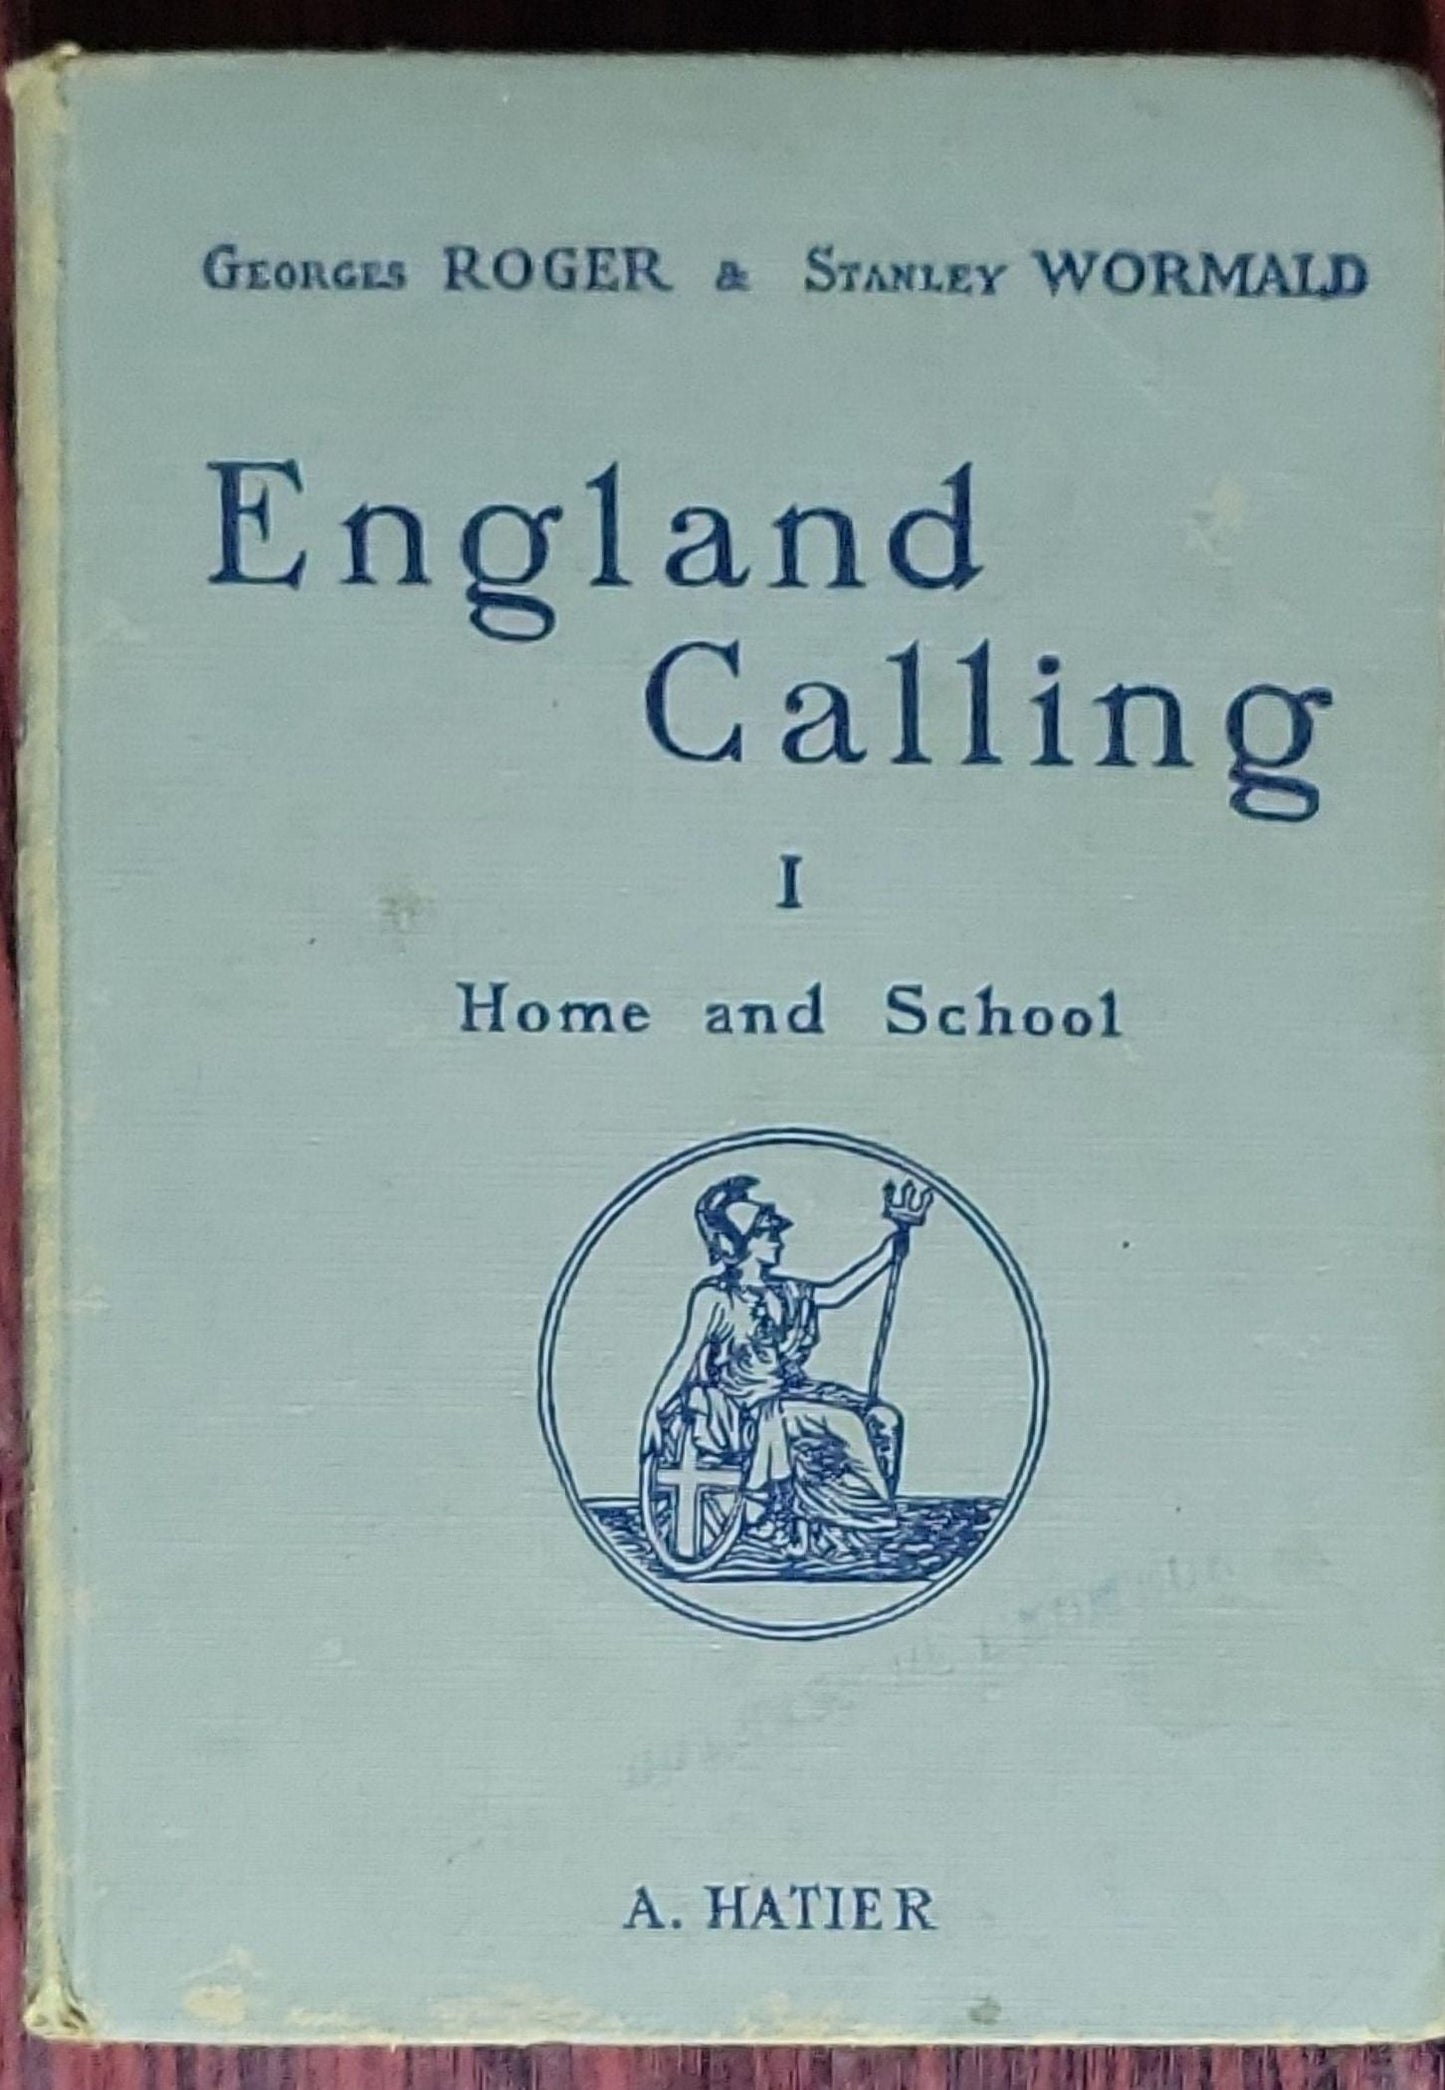 Georges ROGER & Stanley WORMALD
England
Calling
I
Home and School
A. HATIER